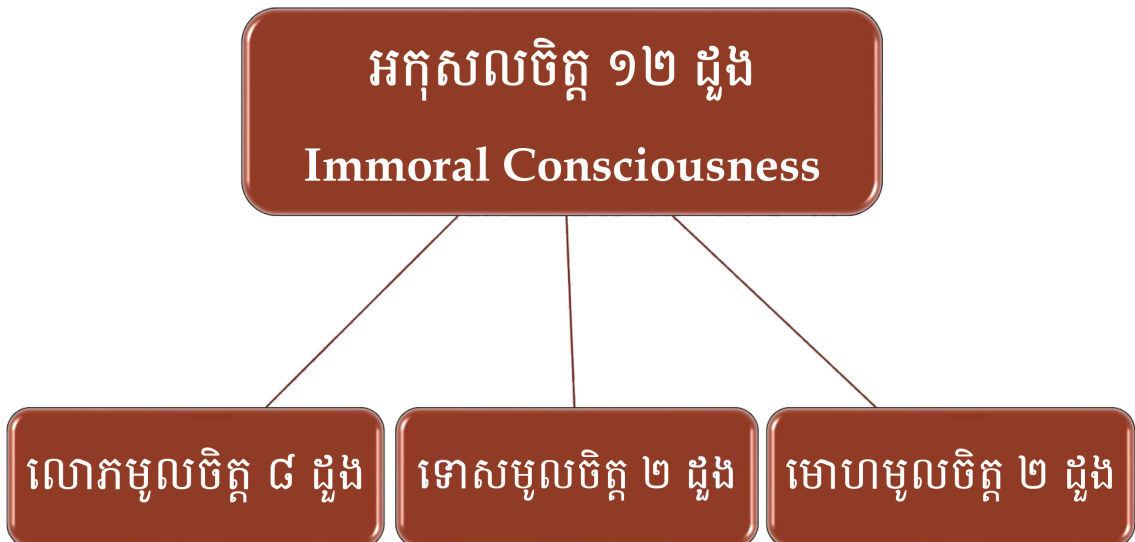 អកុសលចិត្ត ១២ ដួង
Immoral Consciousness
លោភមូលចិត្ត ៨ ដួង
ទោសមូលចិត្ត ២ ដួង
មោហមូលចិត្ត ២ ដួង